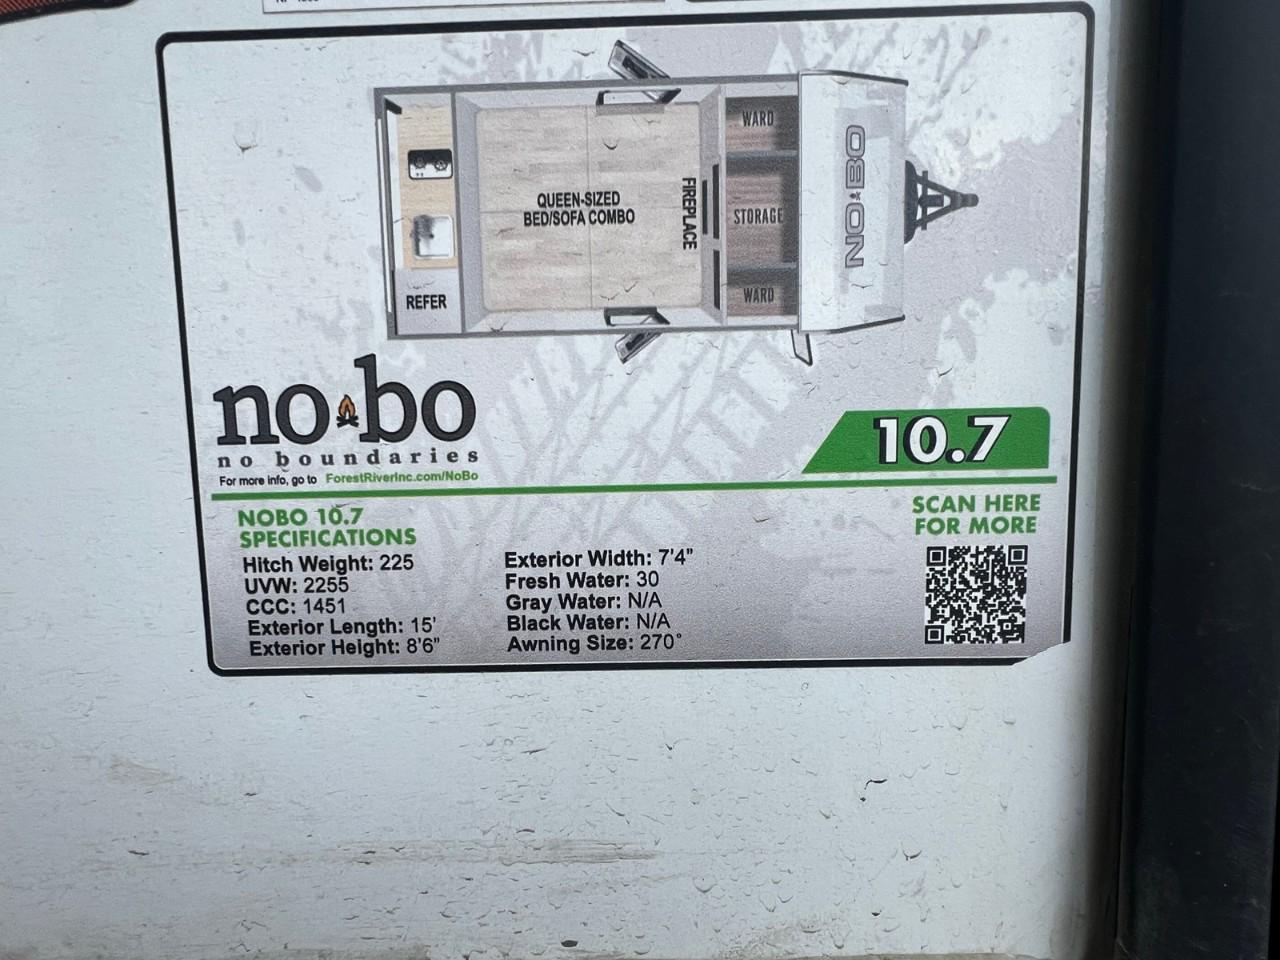 WARD
NO BO
QUEEN-SIZED
BED/SOFA COMBO
FIREPLACE
STORAGE
REFER
WARD
no bo
no boundaries
For more info, go to ForestRiverInc.com/NoBo
10.7
NOBO 10.7
SPECIFICATIONS
Hitch Weight: 225
UVW: 2255
CCC: 1451
Exterior Length: 15'
Exterior Height: 8'6"
Exterior Width: 7'4"
Fresh Water: 30
Gray Water: N/A
Black Water: N/A
Awning Size: 270°
SCAN HERE
FOR MORE